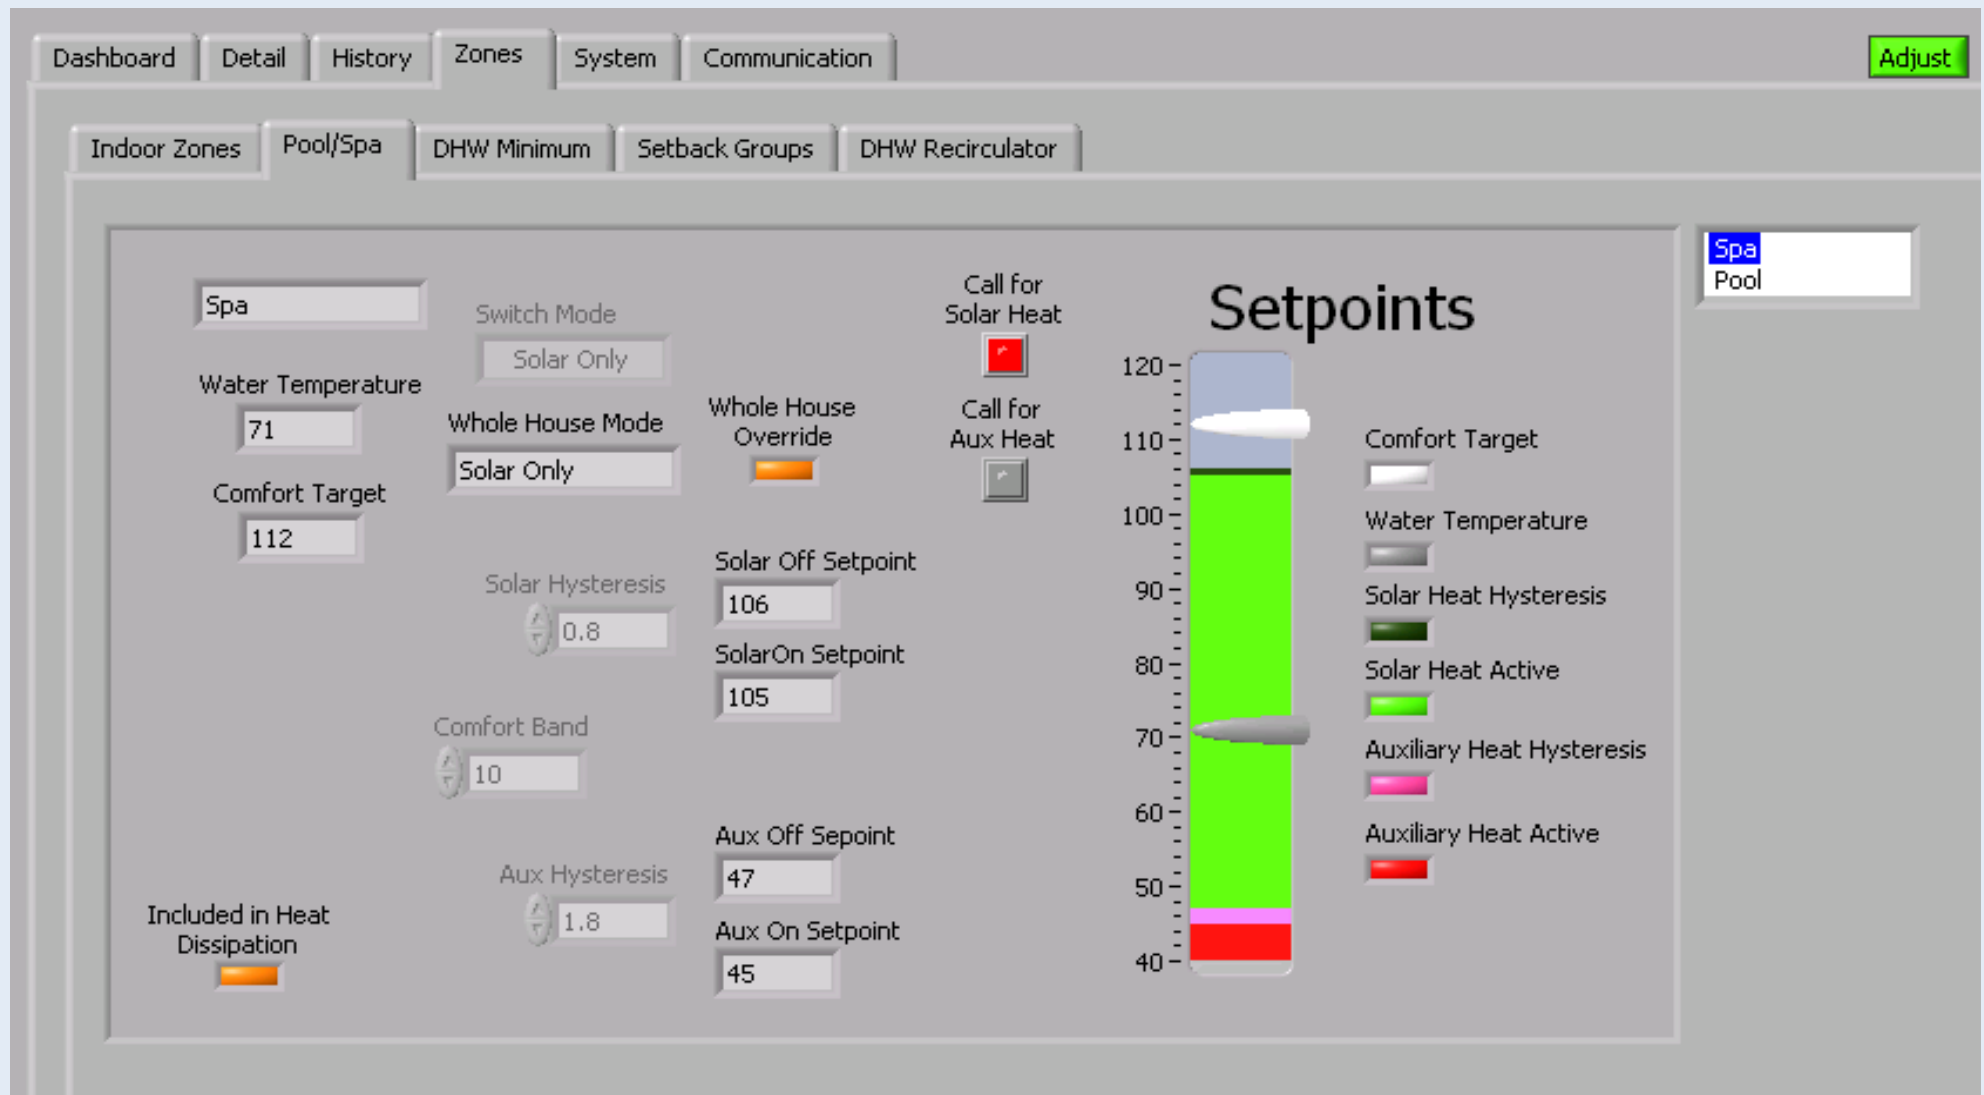 Dashboard
Detail
History
Zones
System
Communication
Adjust
Indoor Zones
Pool/Spa
DHW Minimum
Setback Groups
DHW Recirculator
Spa
Pool
Spa
Water Temperature
71
Comfort Target
112
Switch Mode
Solar Only
Whole House Mode
Solar Only
Whole House
Override
Call for
Solar Heat
Call for
Aux Heat
Solar Hysteresis
0.8
Solar Off Setpoint
106
SolarOn Setpoint
105
Comfort Band
10
Aux Hysteresis
1.8
Aux Off Sepoint
47
Aux On Setpoint
45
Included in Heat
Dissipation
Setpoints
120
110
100
90
80
70
60
50
40
Comfort Target
Water Temperature
Solar Heat Hysteresis
Solar Heat Active
Auxiliary Heat Hysteresis
Auxiliary Heat Active